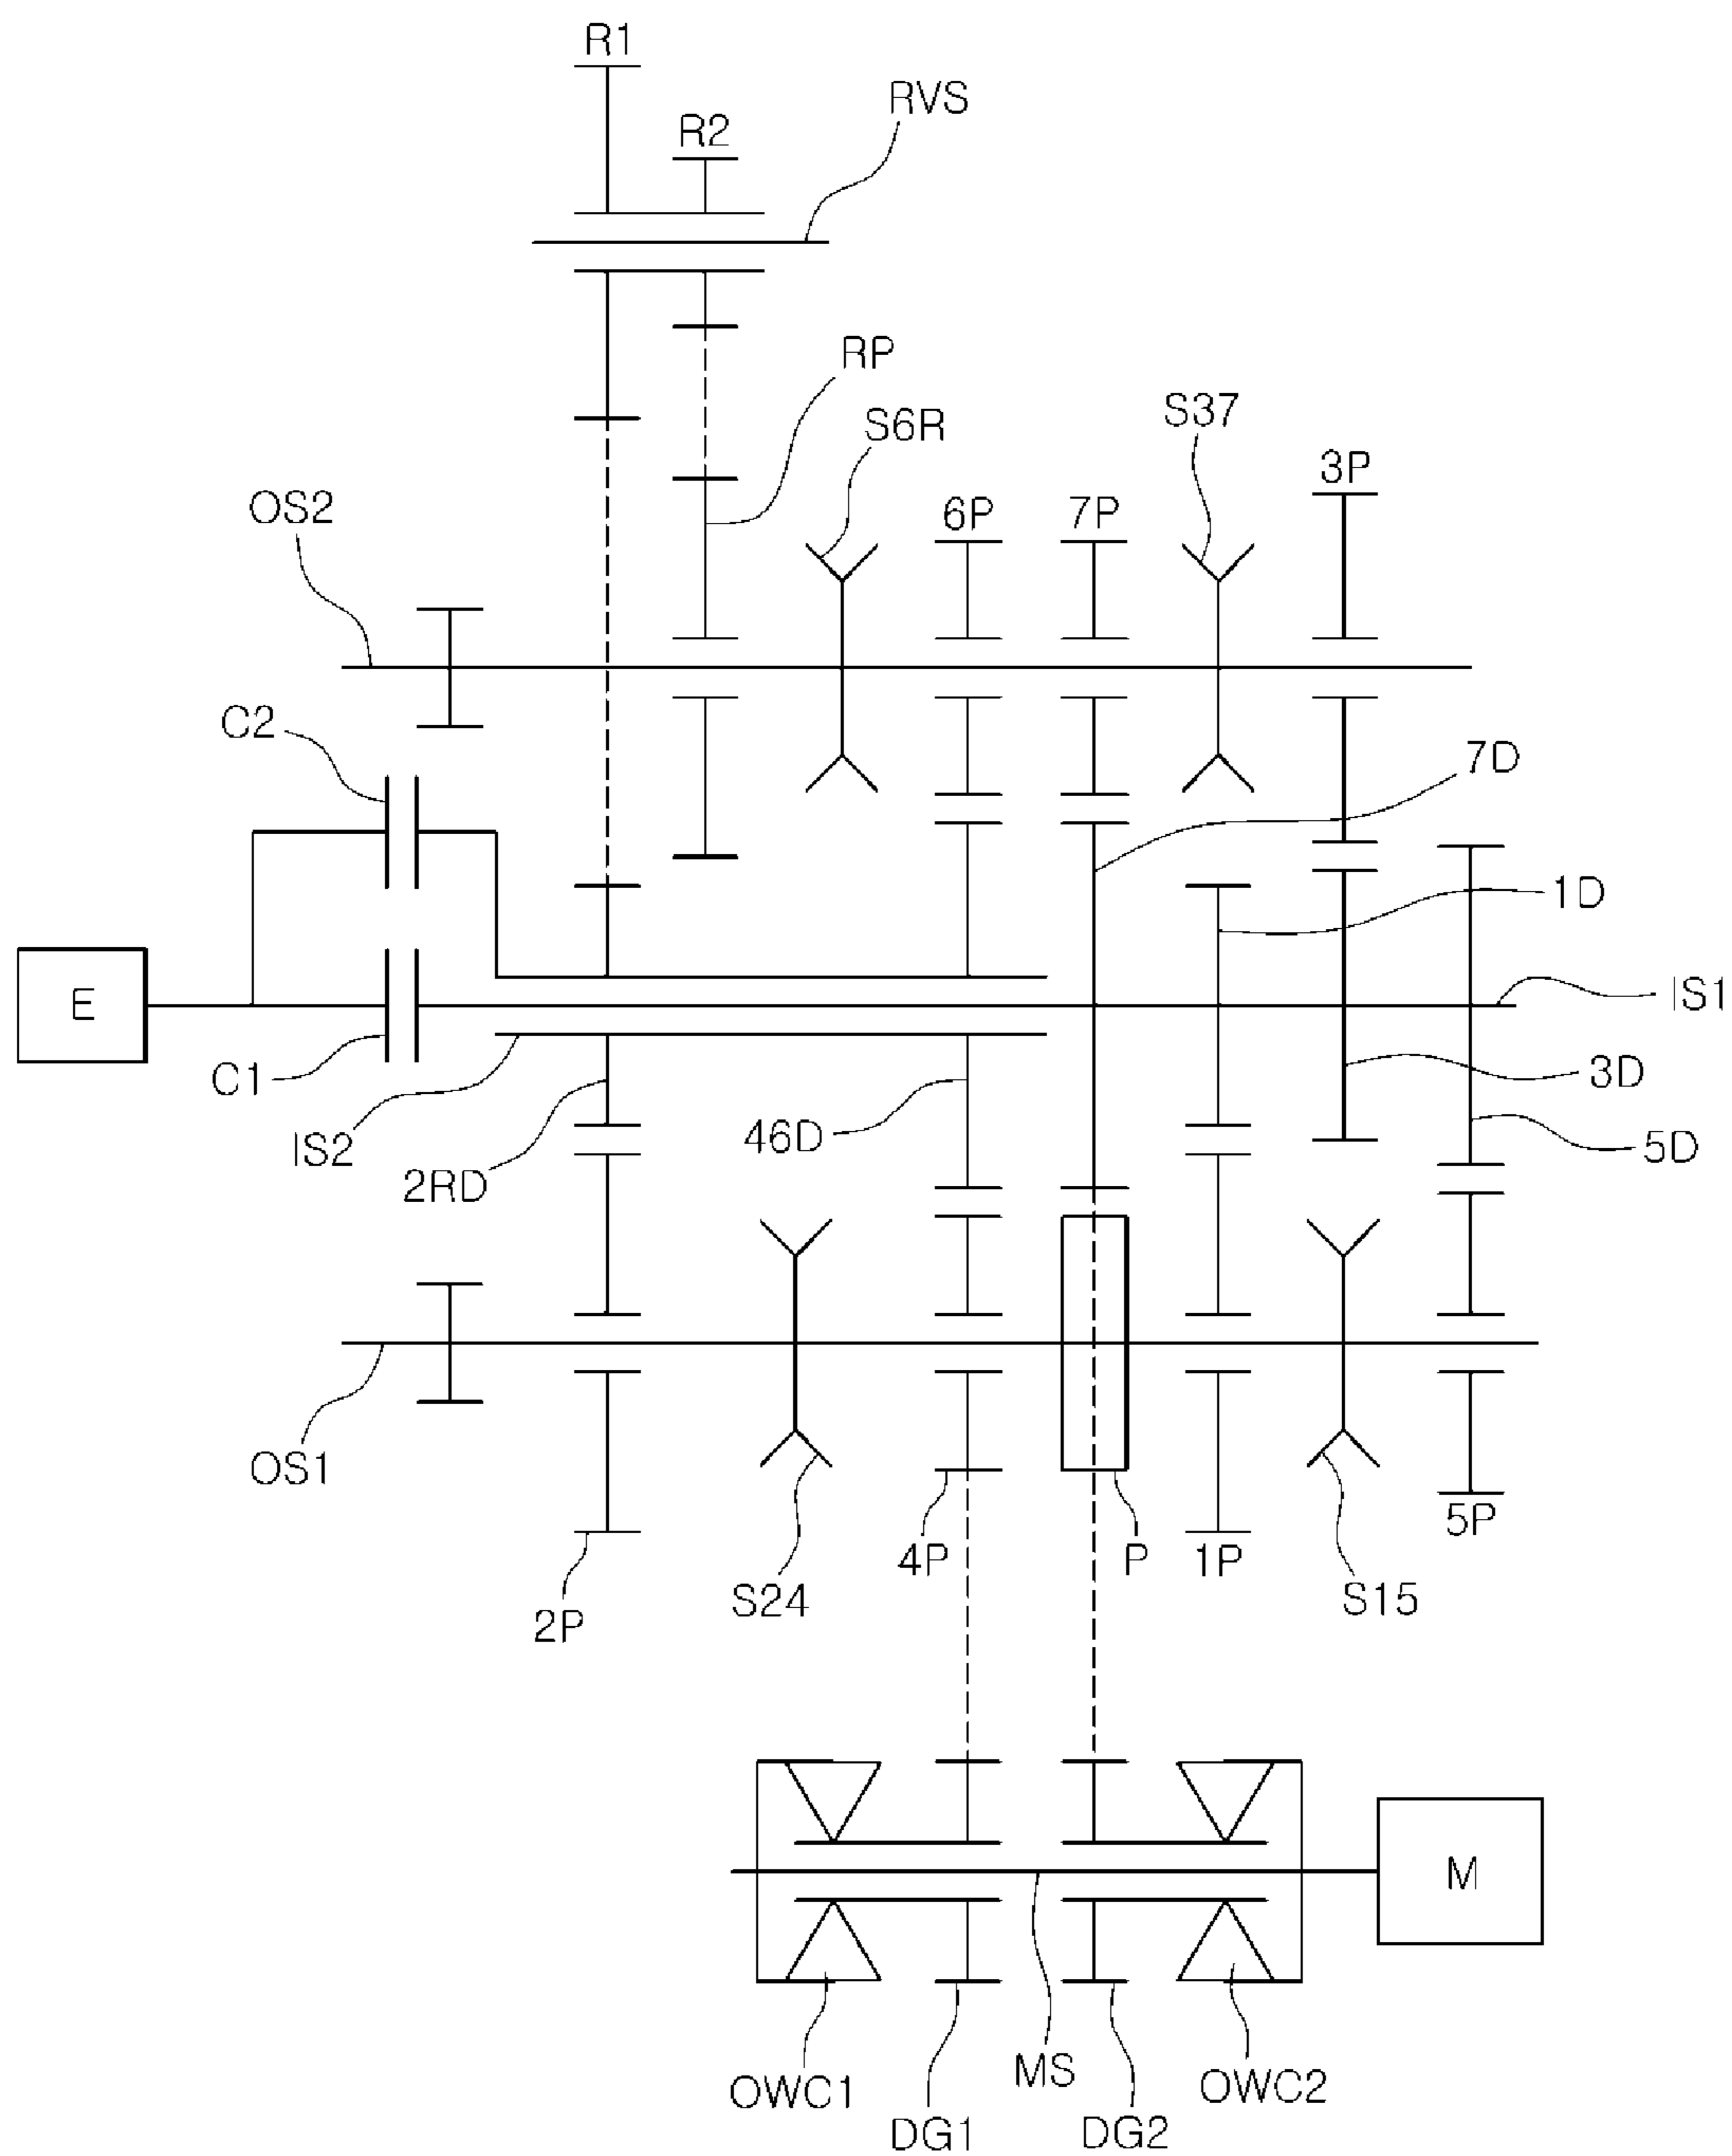 R1
RVS
R2
RP
S6R
S37
3P
OS2
6P
7P
C2
7D
1D
E
IS1
C1
3D
IS2
46D
5D
2RD
OS1
5P
4P
P
1P
S24
S15
2P
M
MS
OWC1
OWC2
DG1
DG2